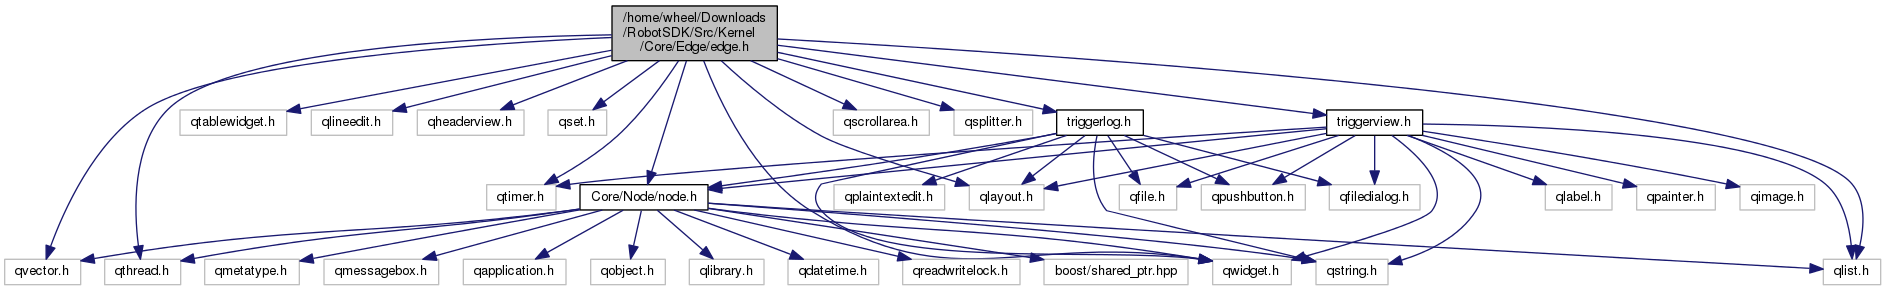 /home/wheel/Downloads
/RobotSDK/Src/Kernel
/Core/Edge/edge.h
qtablewidget.h
qlineedit.h
qheaderview.h
qset.h
qscrollarea.h
qsplitter.h
triggerlog.h
triggerview.h
qtimer.h
Core/Node/node.h
qplaintextedit.h
qlayout.h
qfile.h
qpushbutton.h
qfiledialog.h
qlabel.h
qpainter.h
qimage.h
qvector.h
qthread.h
qmetatype.h
qmessagebox.h
qapplication.h
qobject.h
qlibrary.h
qdatetime.h
qreadwritelock.h
boost/shared_ptr.hpp
qwidget.h
qstring.h
qlist.h